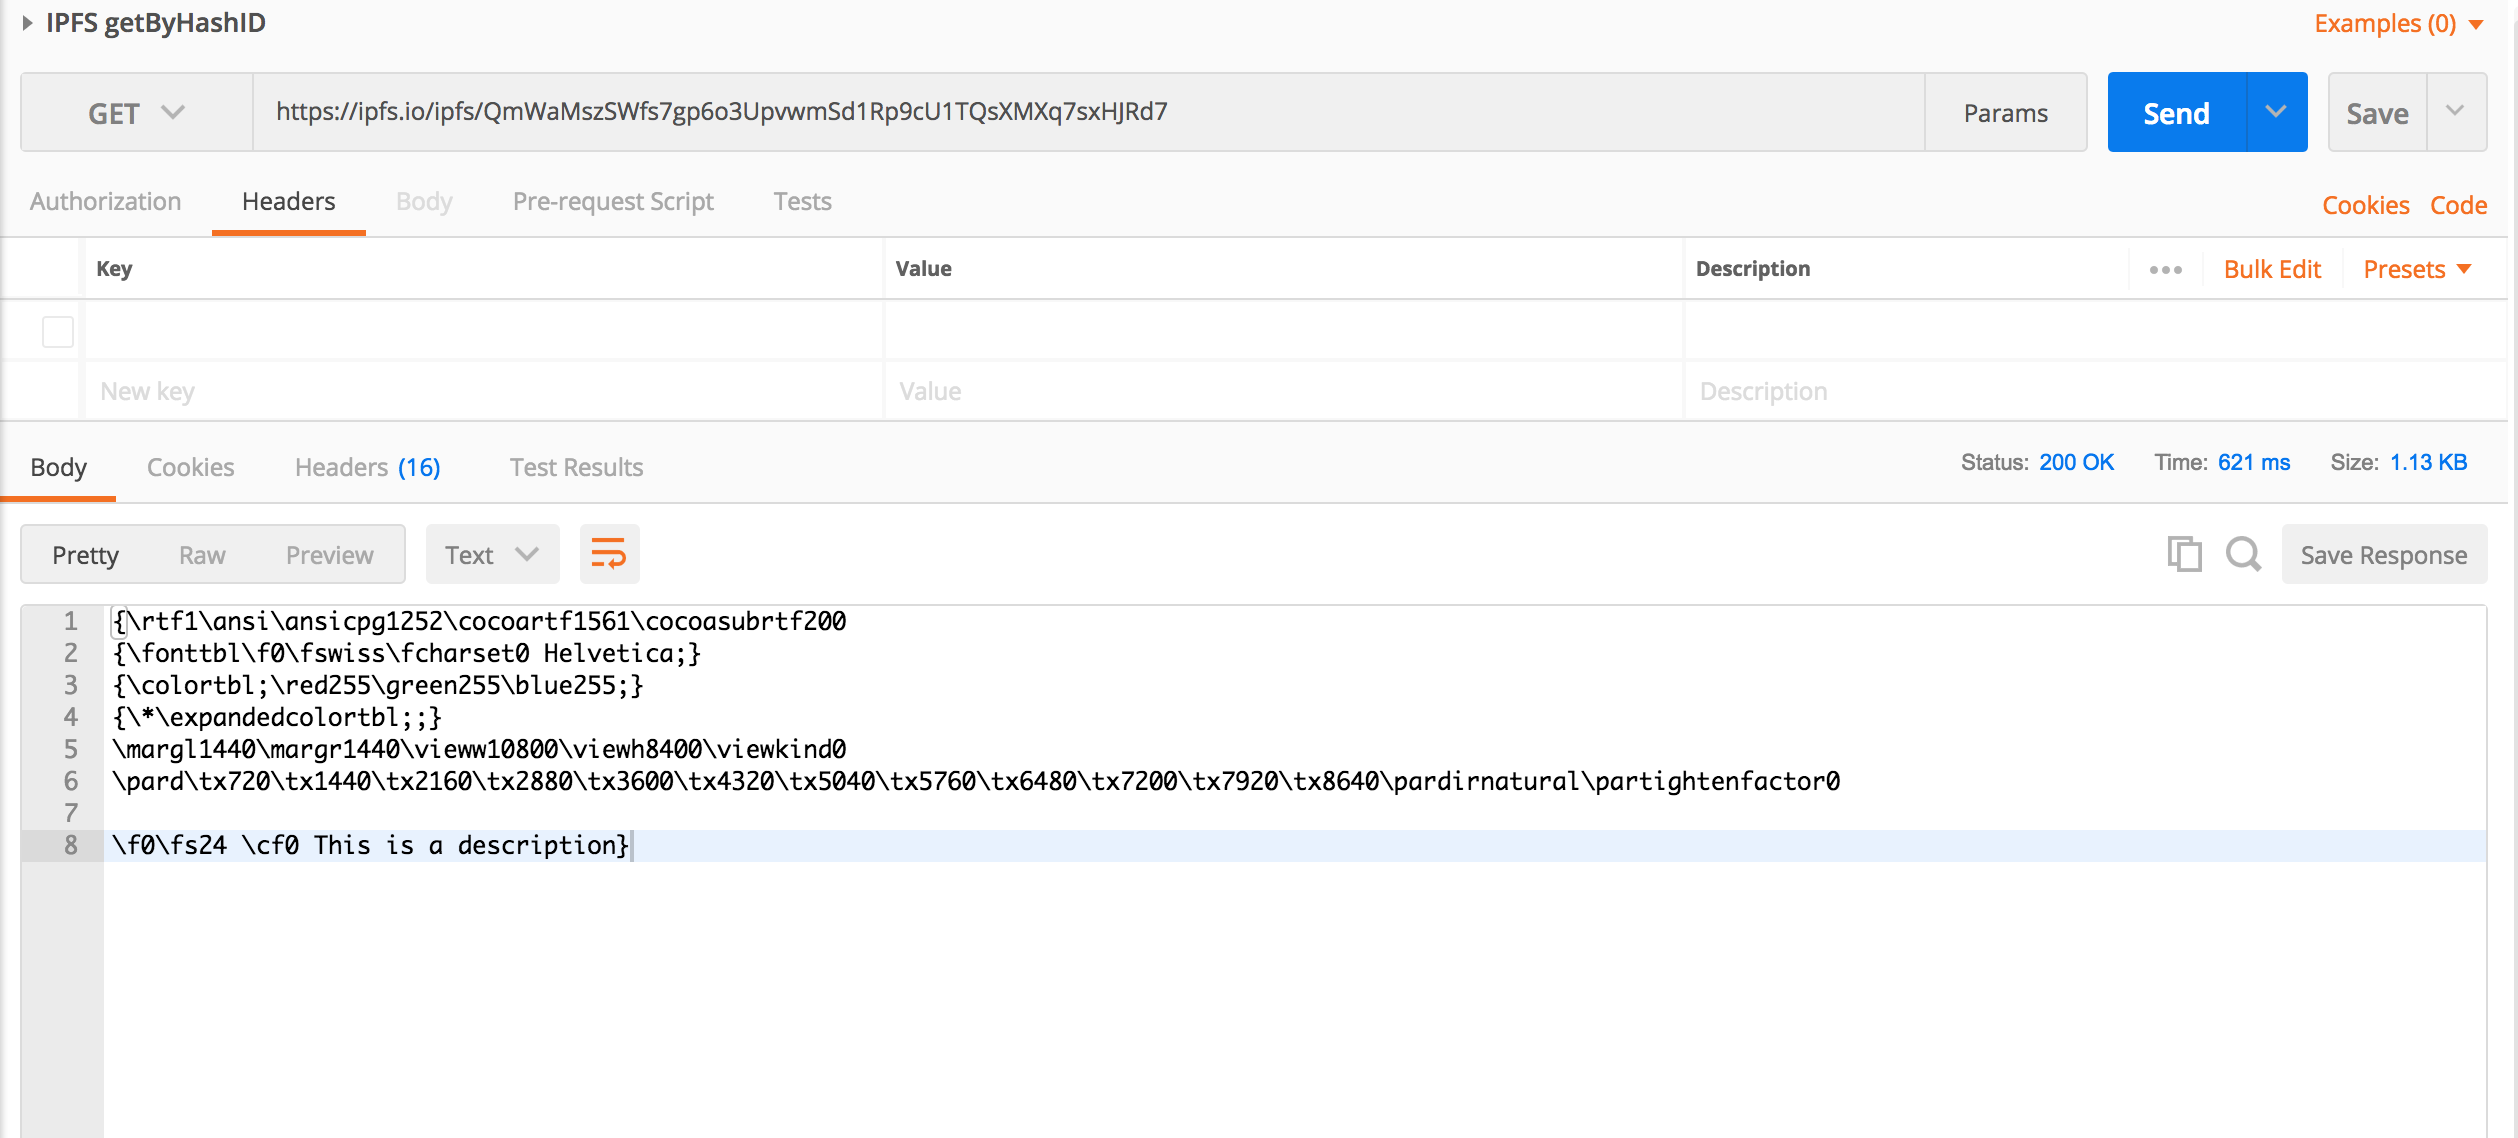 IPFS getByHashID
Examples (0)
GET
https://ipfs.io/ipfs/QmWaMszSWfs7gp6o3UpvwmSd1Rp9cU1TQsXMXq7sxHJRd7
Params
Send
Save
Authorization Headers Body Pre-request Script Tests
Cookies Code
Key Value Description
Bulk Edit Presets
New key Value Description
Body Cookies Headers (16) Test Results
Status: 200 OK Time: 621 ms Size: 1.13 KB
Pretty Raw Preview Text
Save Response
1 {\rtf1\ansi\ansicpg1252\cocoartf1561\cocoasubrtf200
2 {\fonttbl\f0\fswiss\fcharset0 Helvetica;}
3 {\colortbl;\red255\green255\blue255;}
4 {\*\expandedcolortbl;;}
5 \margl1440\margr1440\vieww10800\viewh8400\viewkind0
6 \pard\tx720\tx1440\tx2160\tx2880\tx3600\tx4320\tx5040\tx5760\tx6480\tx7200\tx7920\tx8640\pardirnatural\partightenfactor0
7
8 \f0\fs24 \cf0 This is a description}